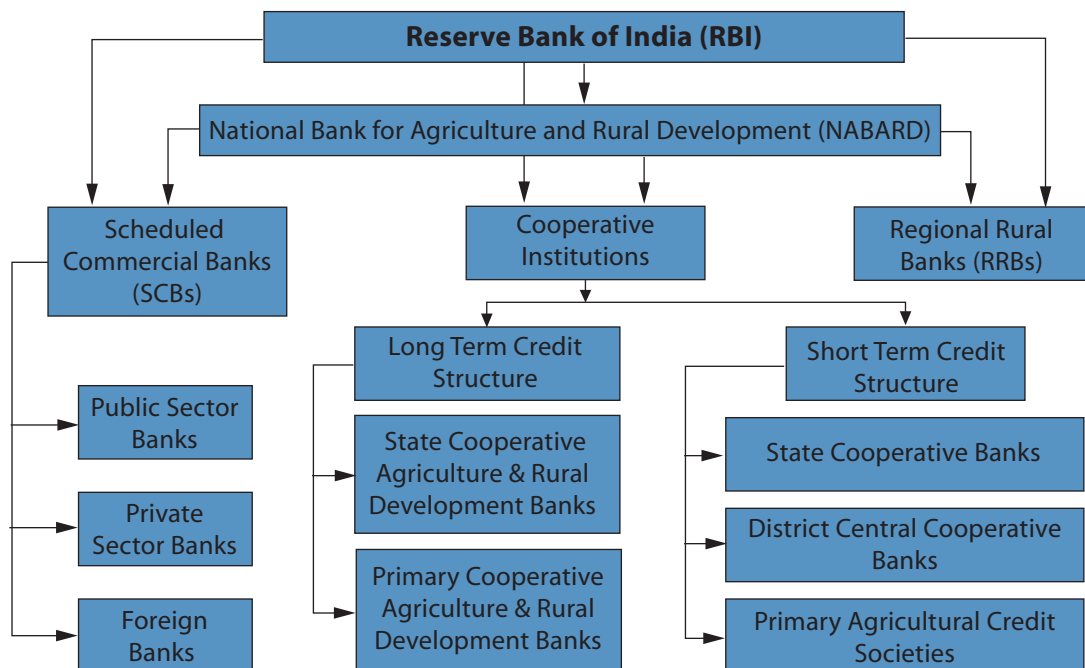 Reserve Bank of India (RBI)
National Bank for Agriculture and Rural Development (NABARD)
Scheduled
Commercial Banks
(SCBs)
Cooperative
Institutions
Regional Rural
Banks (RRBs)
Long Term Credit
Structure
Short Term Credit
Structure
Public Sector
Banks
Private
Sector Banks
Foreign
Banks
State Cooperative
Agriculture & Rural
Development Banks
Primary Cooperative
Agriculture & Rural
Development Banks
State Cooperative Banks
District Central Cooperative
Banks
Primary Agricultural Credit
Societies